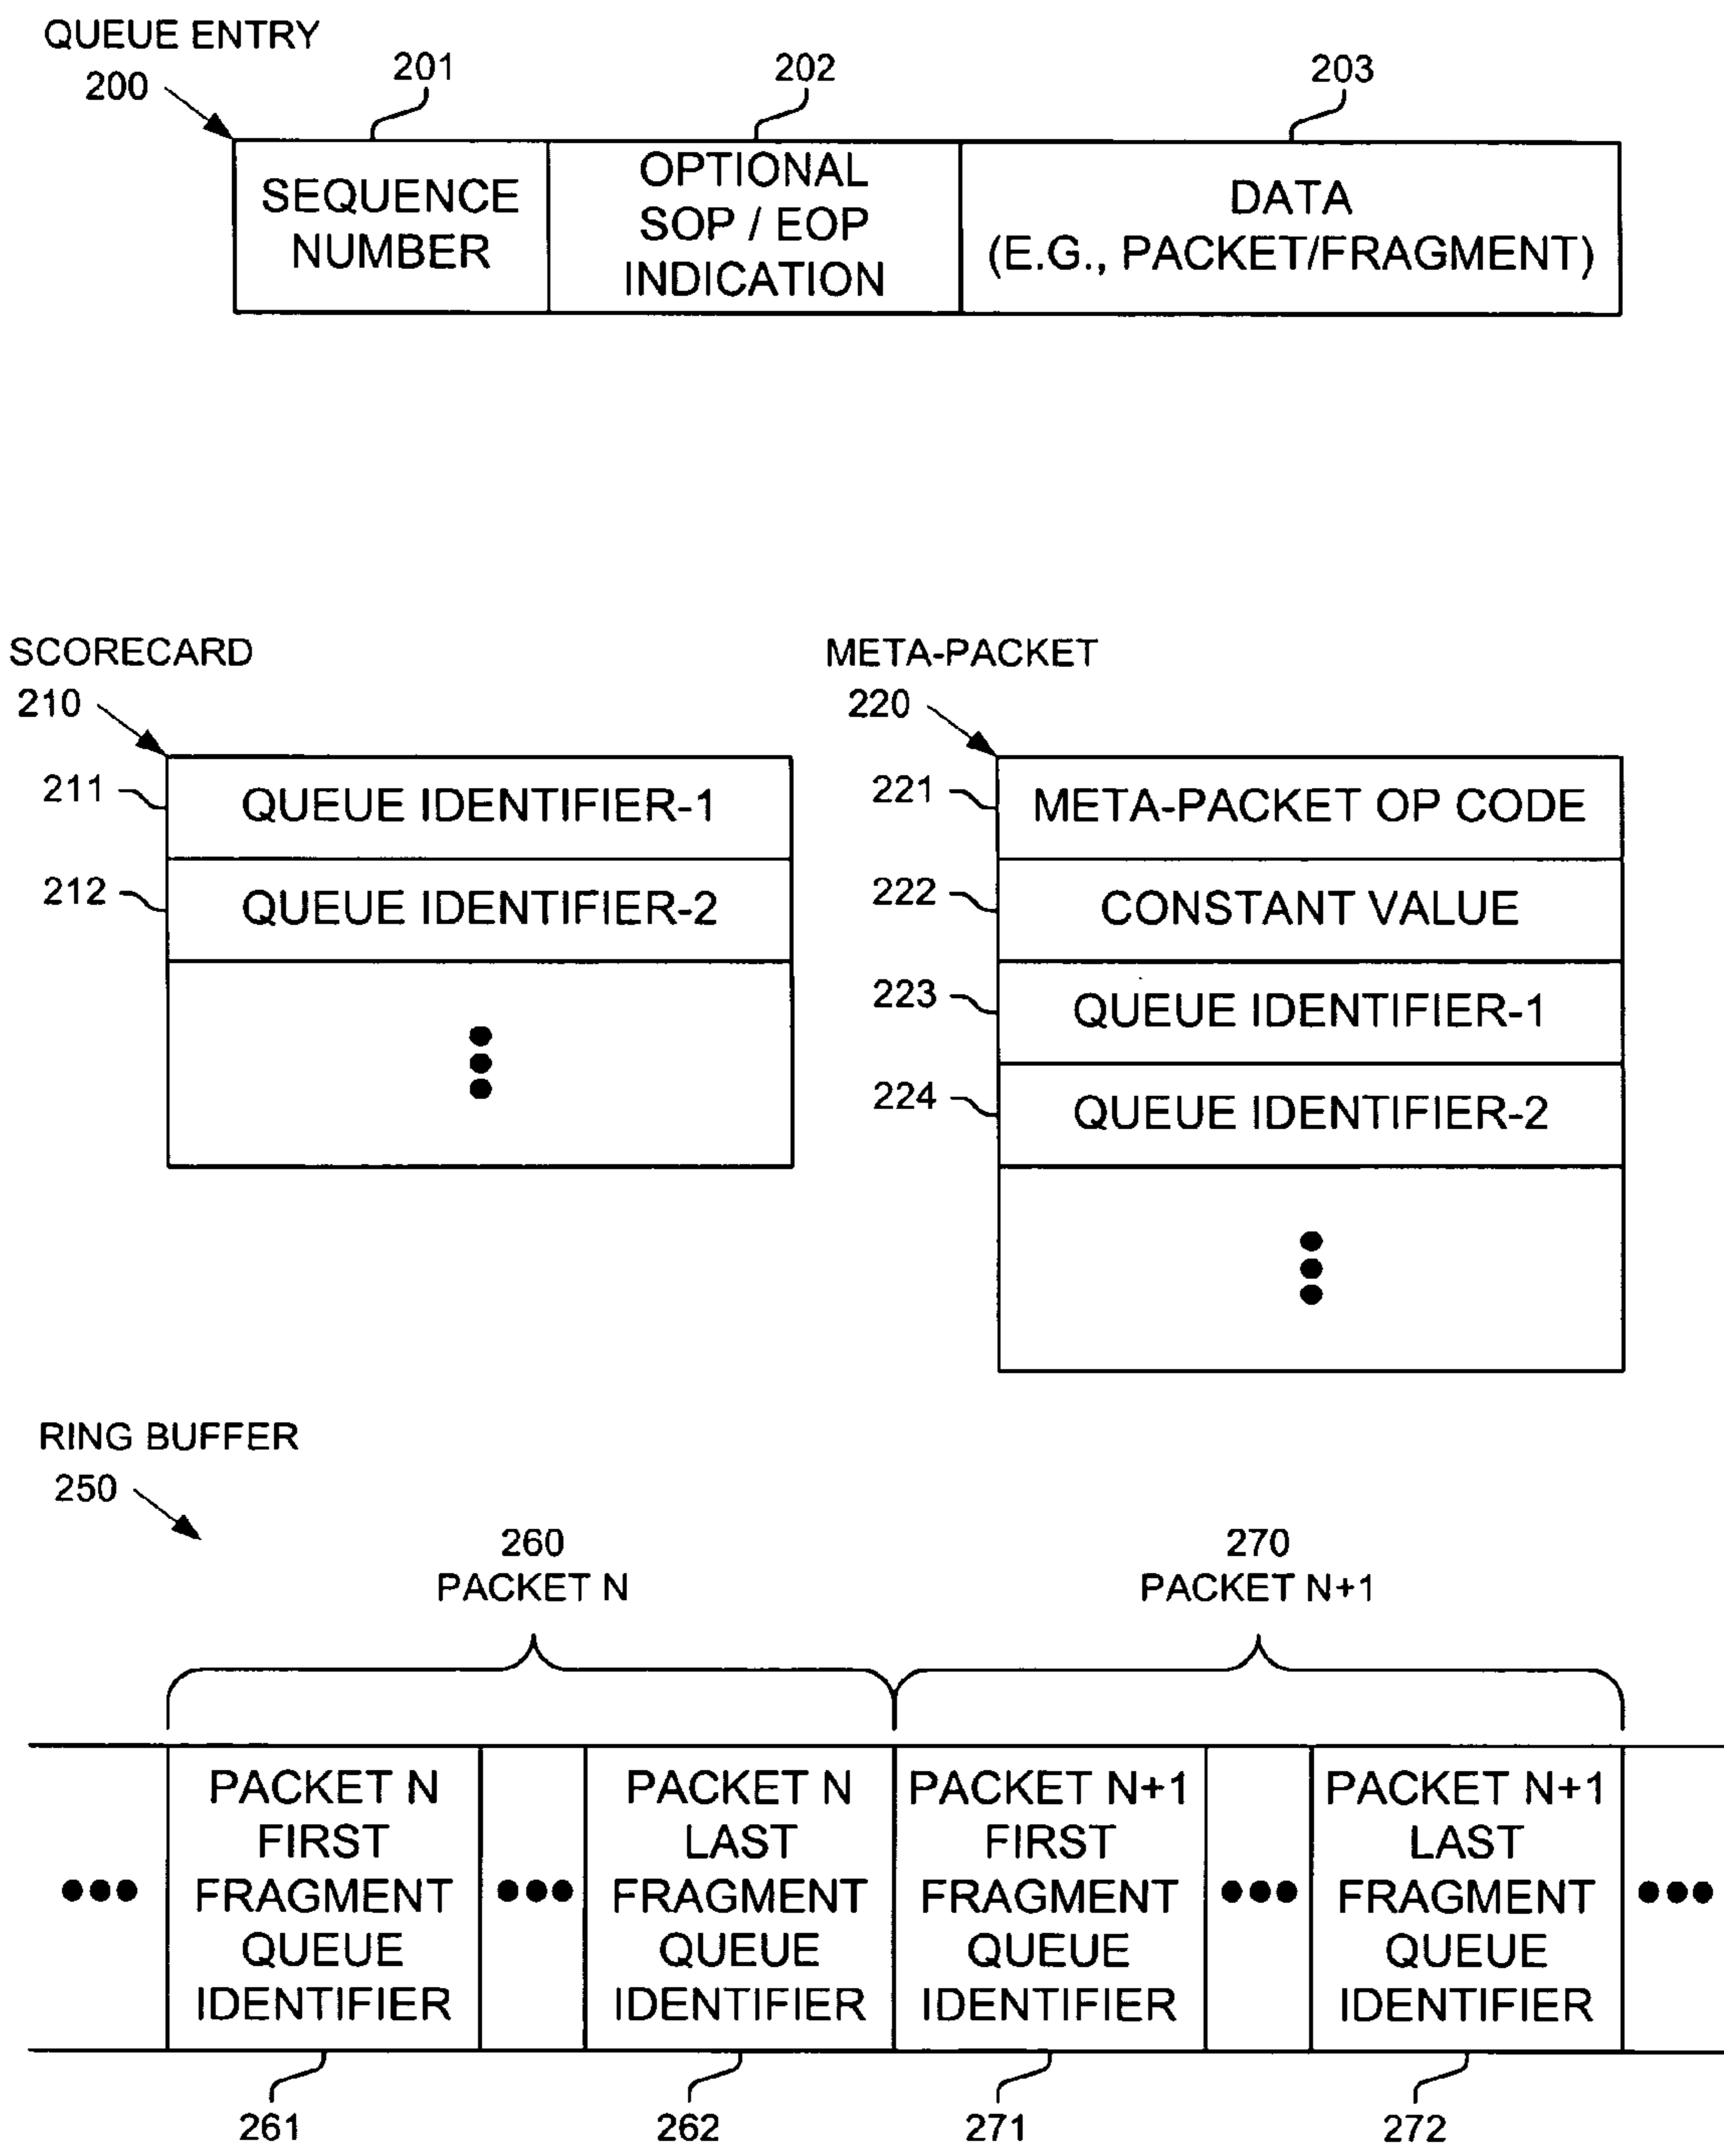 QUEUE ENTRY
200
201
202
203
SEQUENCE
NUMBER
OPTIONAL
SOP / EOP
INDICATION
DATA
(E.G., PACKET/FRAGMENT)
SCORECARD
210
211
QUEUE IDENTIFIER-1
212
QUEUE IDENTIFIER-2
META-PACKET
220
221
META-PACKET OP CODE
222
CONSTANT VALUE
223
QUEUE IDENTIFIER-1
224
QUEUE IDENTIFIER-2
RING BUFFER
250
260
PACKET N
270
PACKET N+1
PACKET N
FIRST
FRAGMENT
QUEUE
IDENTIFIER
PACKET N
LAST
FRAGMENT
QUEUE
IDENTIFIER
PACKET N+1
FIRST
FRAGMENT
QUEUE
IDENTIFIER
PACKET N+1
LAST
FRAGMENT
QUEUE
IDENTIFIER
261
262
271
272